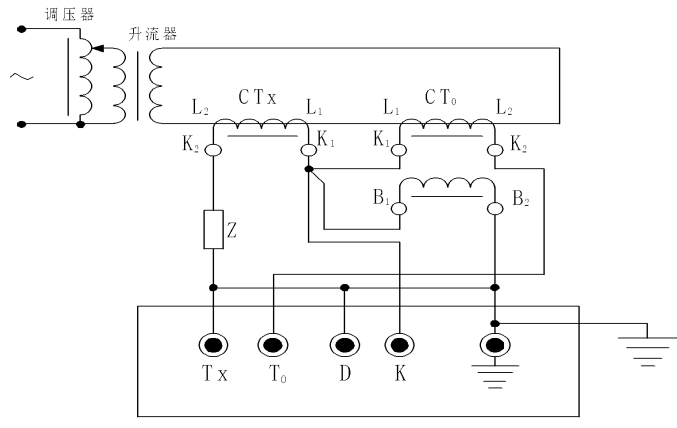 调压器
升流器
L₂ CTx L₁ L₁ CT₀ L₂
K₂ K₁ K₁ K₂
B₁ B₂
Z
Tx T₀ D K